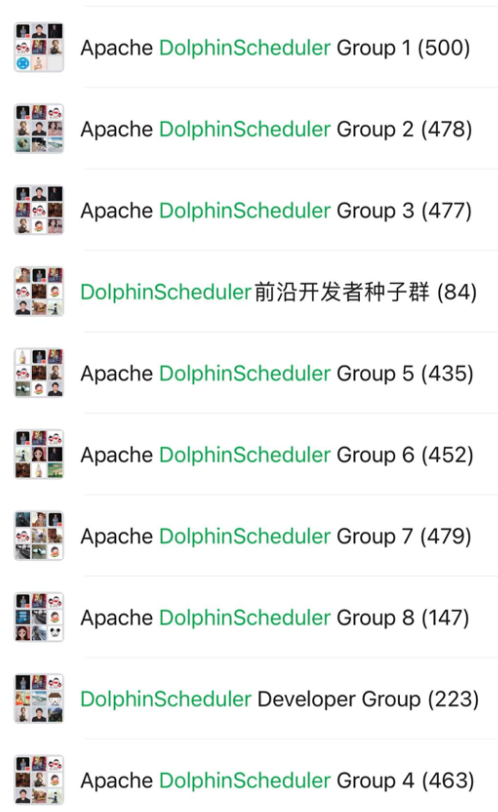 Apache DolphinScheduler Group 1 (500)
Apache DolphinScheduler Group 2 (478)
Apache DolphinScheduler Group 3 (477)
DolphinScheduler前沿开发者种子群 (84)
Apache DolphinScheduler Group 5 (435)
Apache DolphinScheduler Group 6 (452)
Apache DolphinScheduler Group 7 (479)
Apache DolphinScheduler Group 8 (147)
DolphinScheduler Developer Group (223)
Apache DolphinScheduler Group 4 (463)